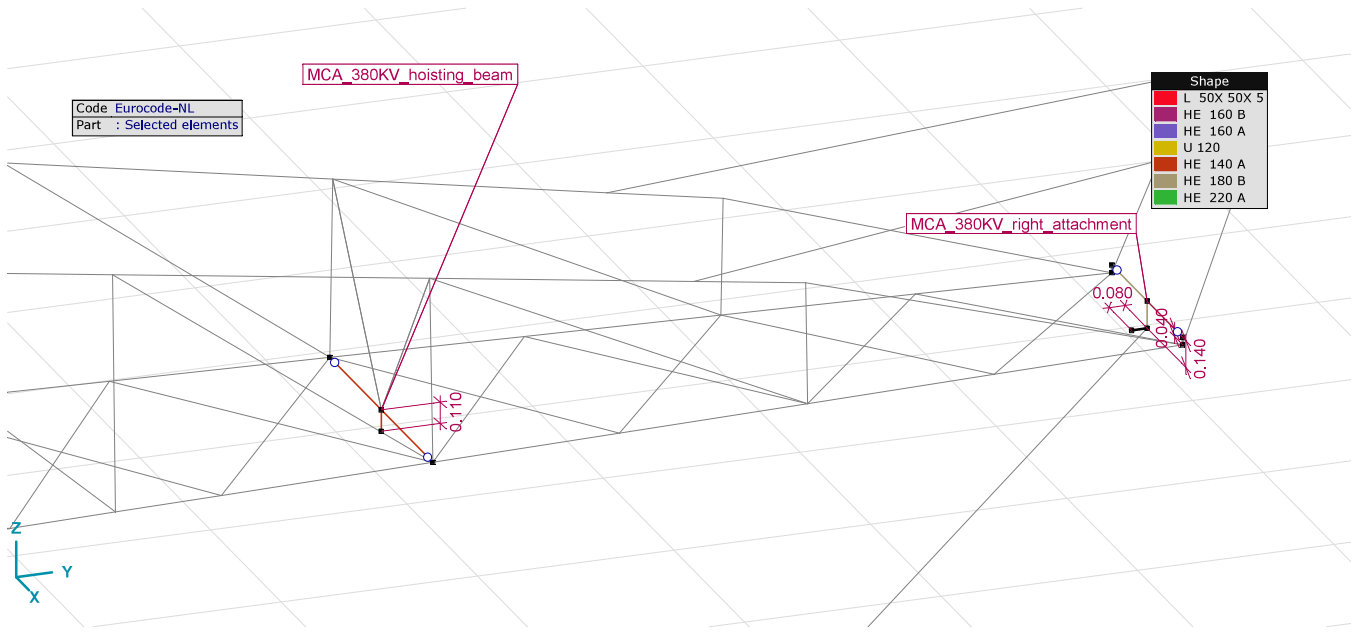 MCA_380KV_hoisting_beam
Code Eurocode-NL
Part : Selected elements
Shape
L 50X 50X 5
HE 160 B
HE 160 A
U 120
HE 140 A
HE 180 B
HE 220 A
MCA_380KV_right_attachment
0.080
0.040
0.140
0.110
Z
Y
X